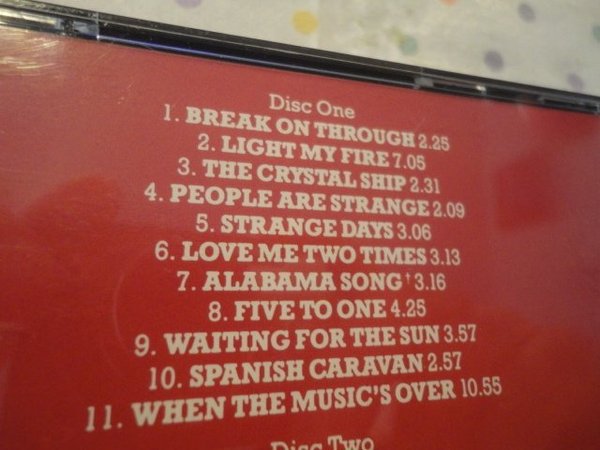 Disc One
1. BREAK ON THROUGH 2.25
2. LIGHT MY FIRE 7.05
3. THE CRYSTAL SHIP 2.31
4. PEOPLE ARE STRANGE 2.09
5. STRANGE DAYS 3.06
6. LOVE ME TWO TIMES 3.13
7. ALABAMA SONG † 3.16
8. FIVE TO ONE 4.25
9. WAITING FOR THE SUN 3.57
10. SPANISH CARAVAN 2.57
11. WHEN THE MUSIC'S OVER 10.55
Disc Two